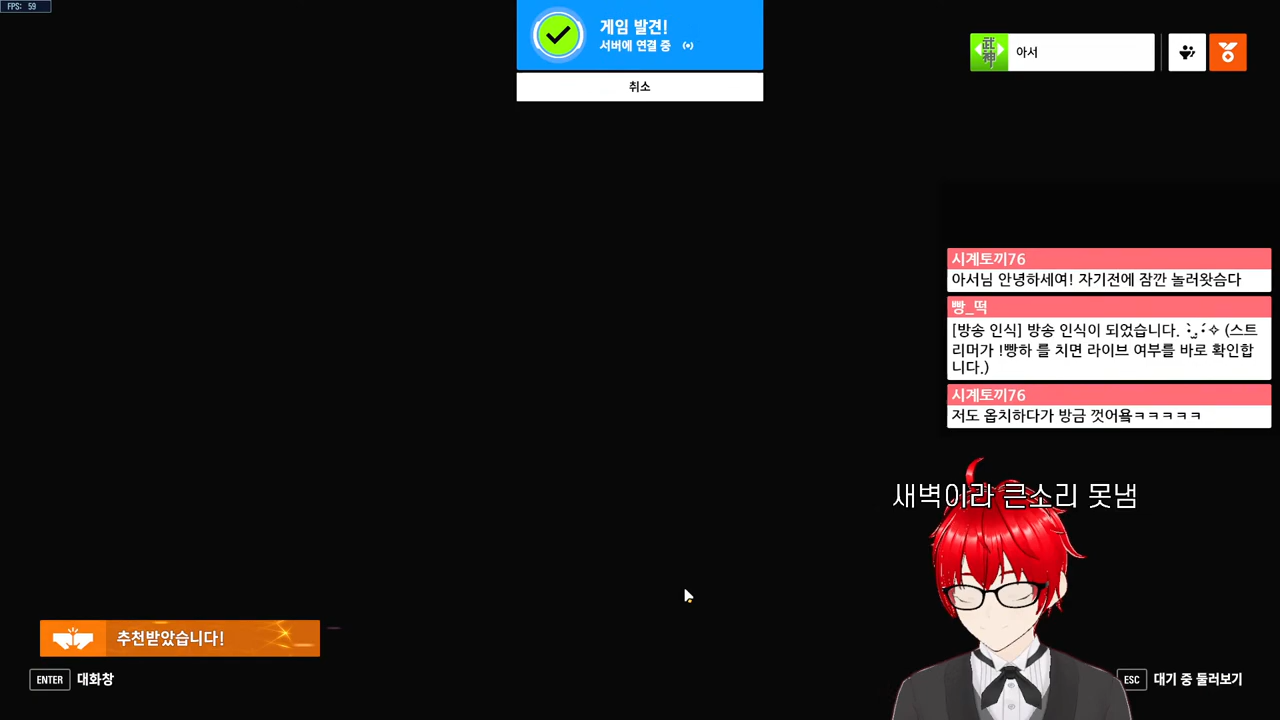 FPS: 59
게임 발견!
서버에 연결 중
취소
武神
아서
시계토끼76
아서님 안녕하세여! 자기전에 잠깐 놀러왓슴다
빵_떡
[방송 인식] 방송 인식이 되었습니다. (스트
리머가 !빵하 를 치면 라이브 여부를 바로 확인합
니다.)
시계토끼76
저도 옵치하다가 방금 껏어욬ㅋㅋㅋㅋㅋ
새벽이라 큰소리 못냄
추천받았습니다!
ENTER 대화창
ESC 대기 중 둘러보기